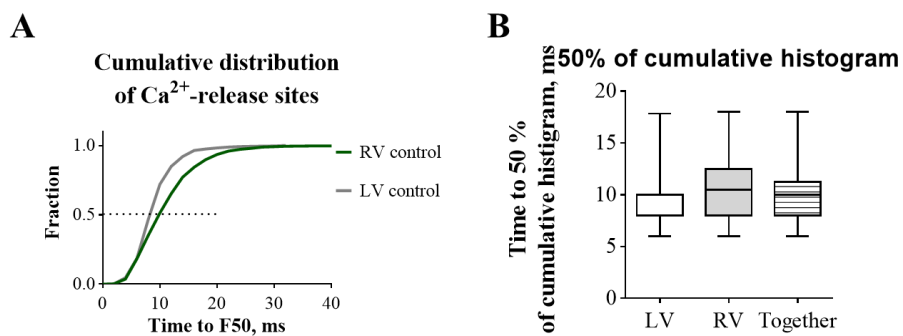 A
Cumulative distribution
of Ca²⁺-release sites
1.0
0.5
0.0
Fraction
0 10 20 30 40
Time to F50, ms
RV control
LV control
B
50% of cumulative histogram
Time to 50 %
of cumulative histigram, ms
20
15
10
5
0
LV RV Together